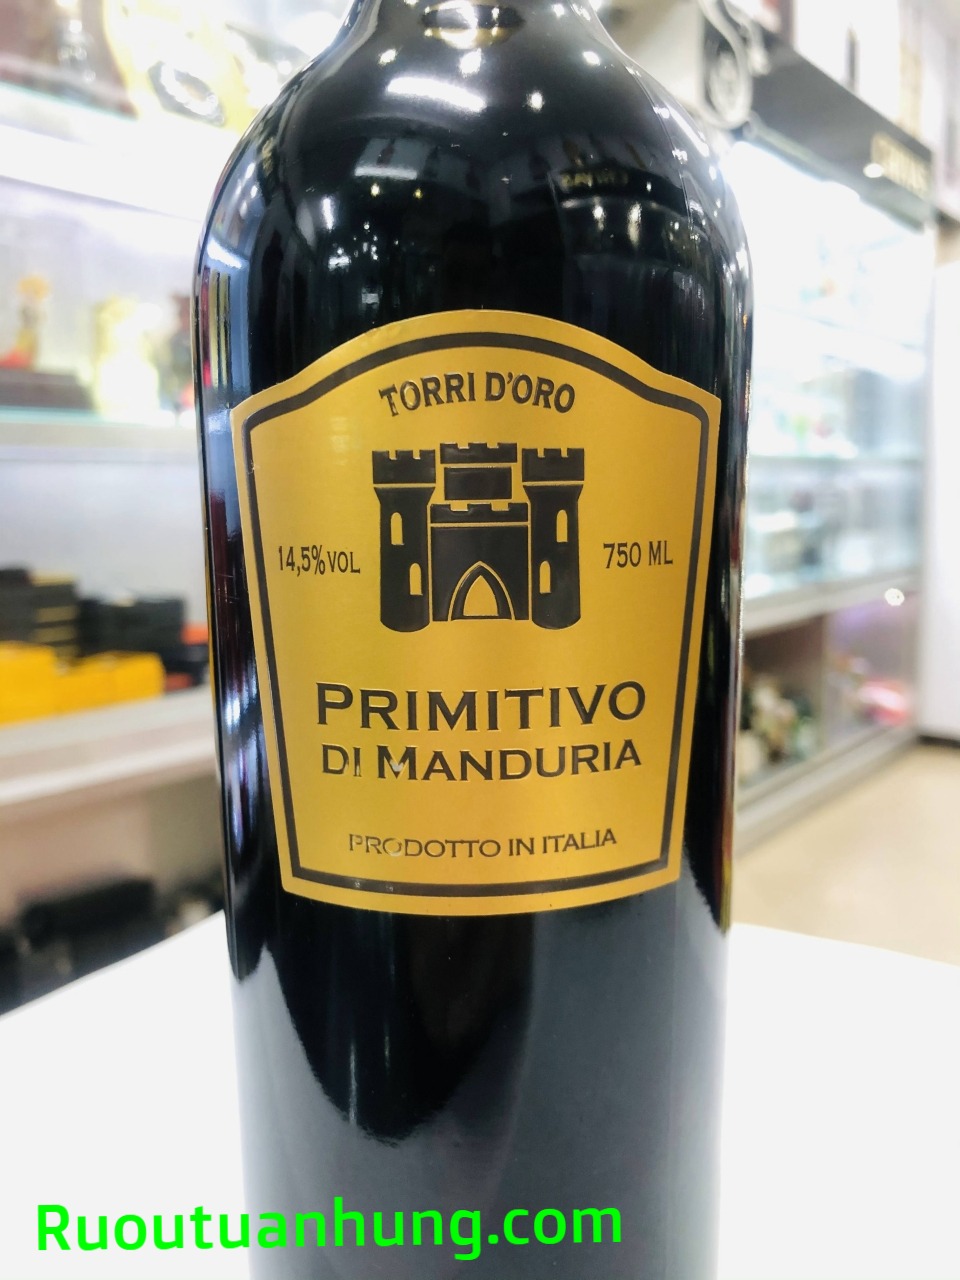 TORRI D'ORO
14,5% VOL
750 ML
PRIMITIVO
DI MANDURIA
PRODOTTO IN ITALIA
Ruoutuanhung.com